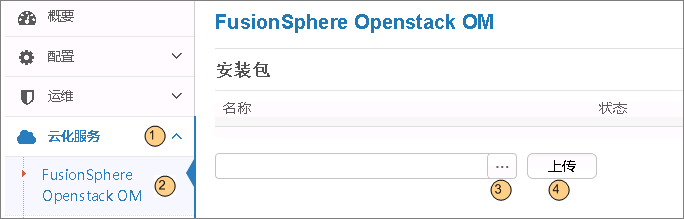 概要
配置
运维
云化服务 1
FusionSphere
Openstack OM 2
FusionSphere Openstack OM
安装包
名称 状态
... 上传
3 4